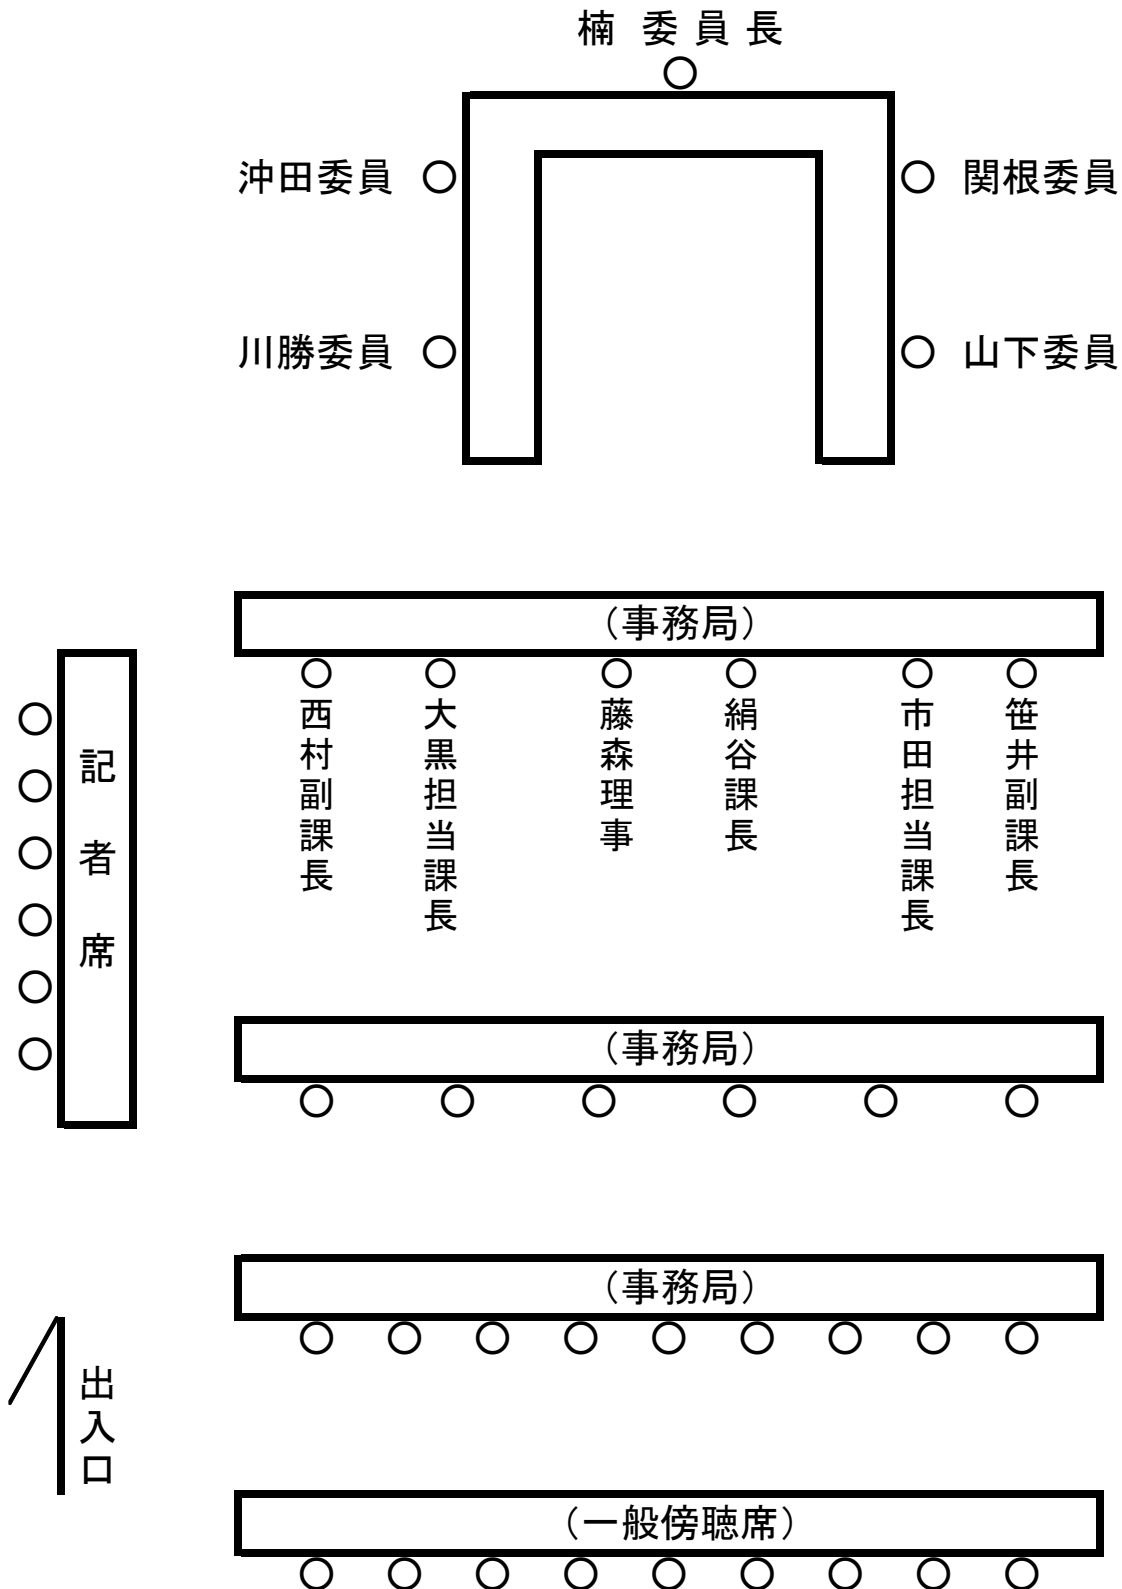 楠 委員長
沖田委員
関根委員
川勝委員
山下委員
(事務局)
西村副課長
大黒担当課長
藤森理事
絹谷課長
市田担当課長
笹井副課長
記者席
(事務局)
(事務局)
出入口
(一般傍聴席)